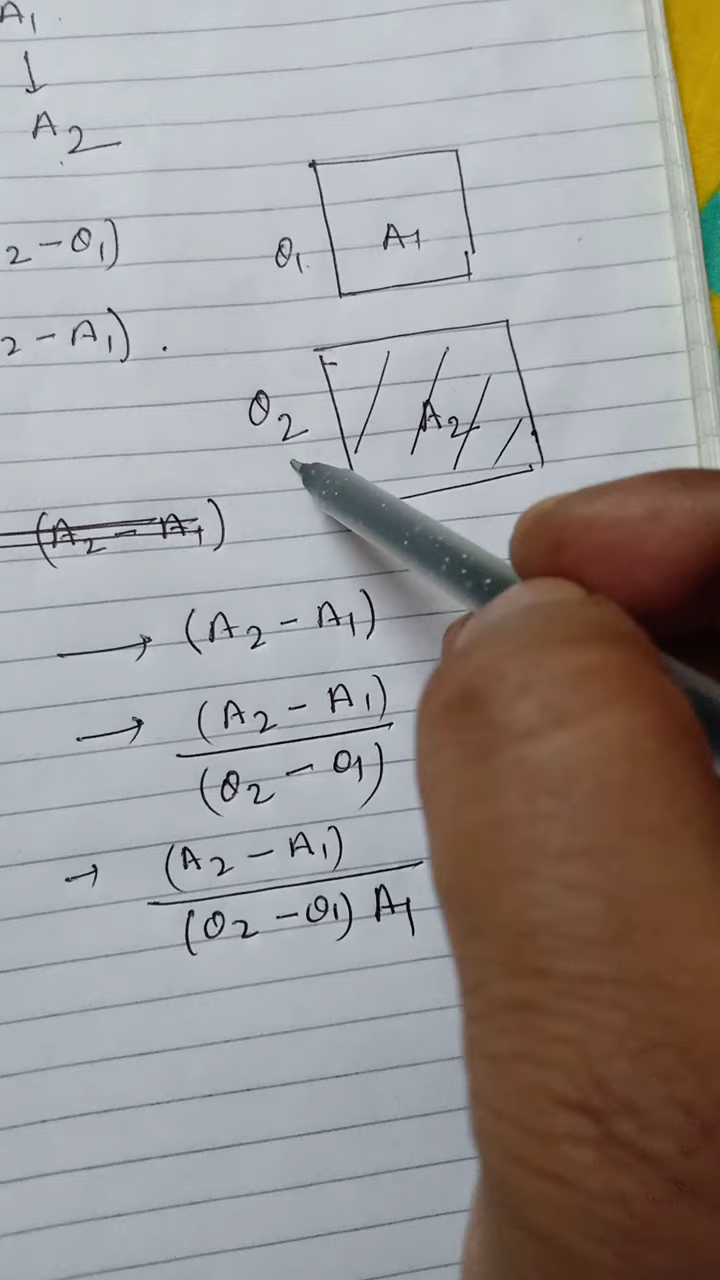 A₁
↓
A₂
₂ - θ₁)
θ₁ A₁
₂ - A₁) .
θ₂ A₂
(A₂ - A₁)
→ (A₂ - A₁)
→ (A₂ - A₁)
(θ₂ - θ₁)
→ (A₂ - A₁)
(θ₂ - θ₁) A₁